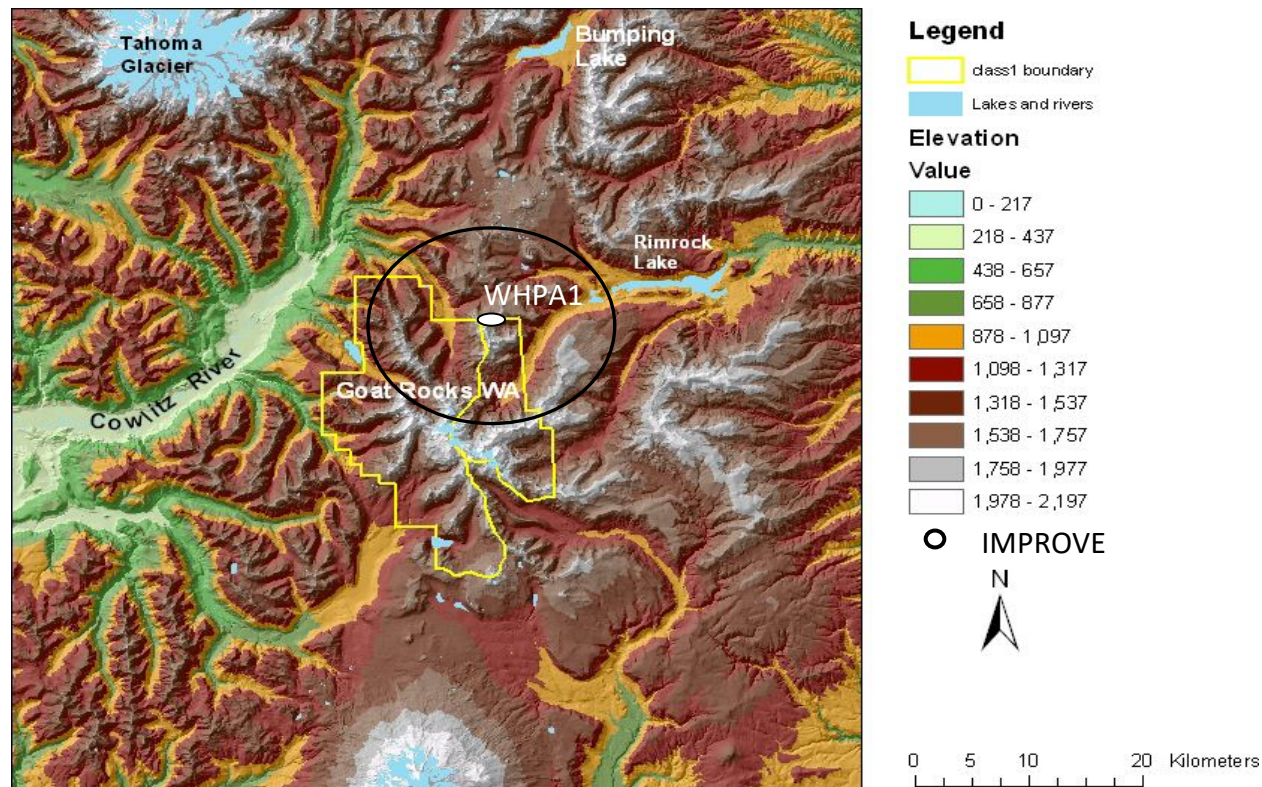 Tahoma
Glacier
Bumping
Lake
Rimrock
Lake
WHPA1
Goat Rocks WA
Cowlitz River
Legend
class1 boundary
Lakes and rivers
Elevation
Value
0 - 217
218 - 437
438 - 657
658 - 877
878 - 1,097
1,098 - 1,317
1,318 - 1,537
1,538 - 1,757
1,758 - 1,977
1,978 - 2,197
IMPROVE
N
0 5 10 20 Kilometers